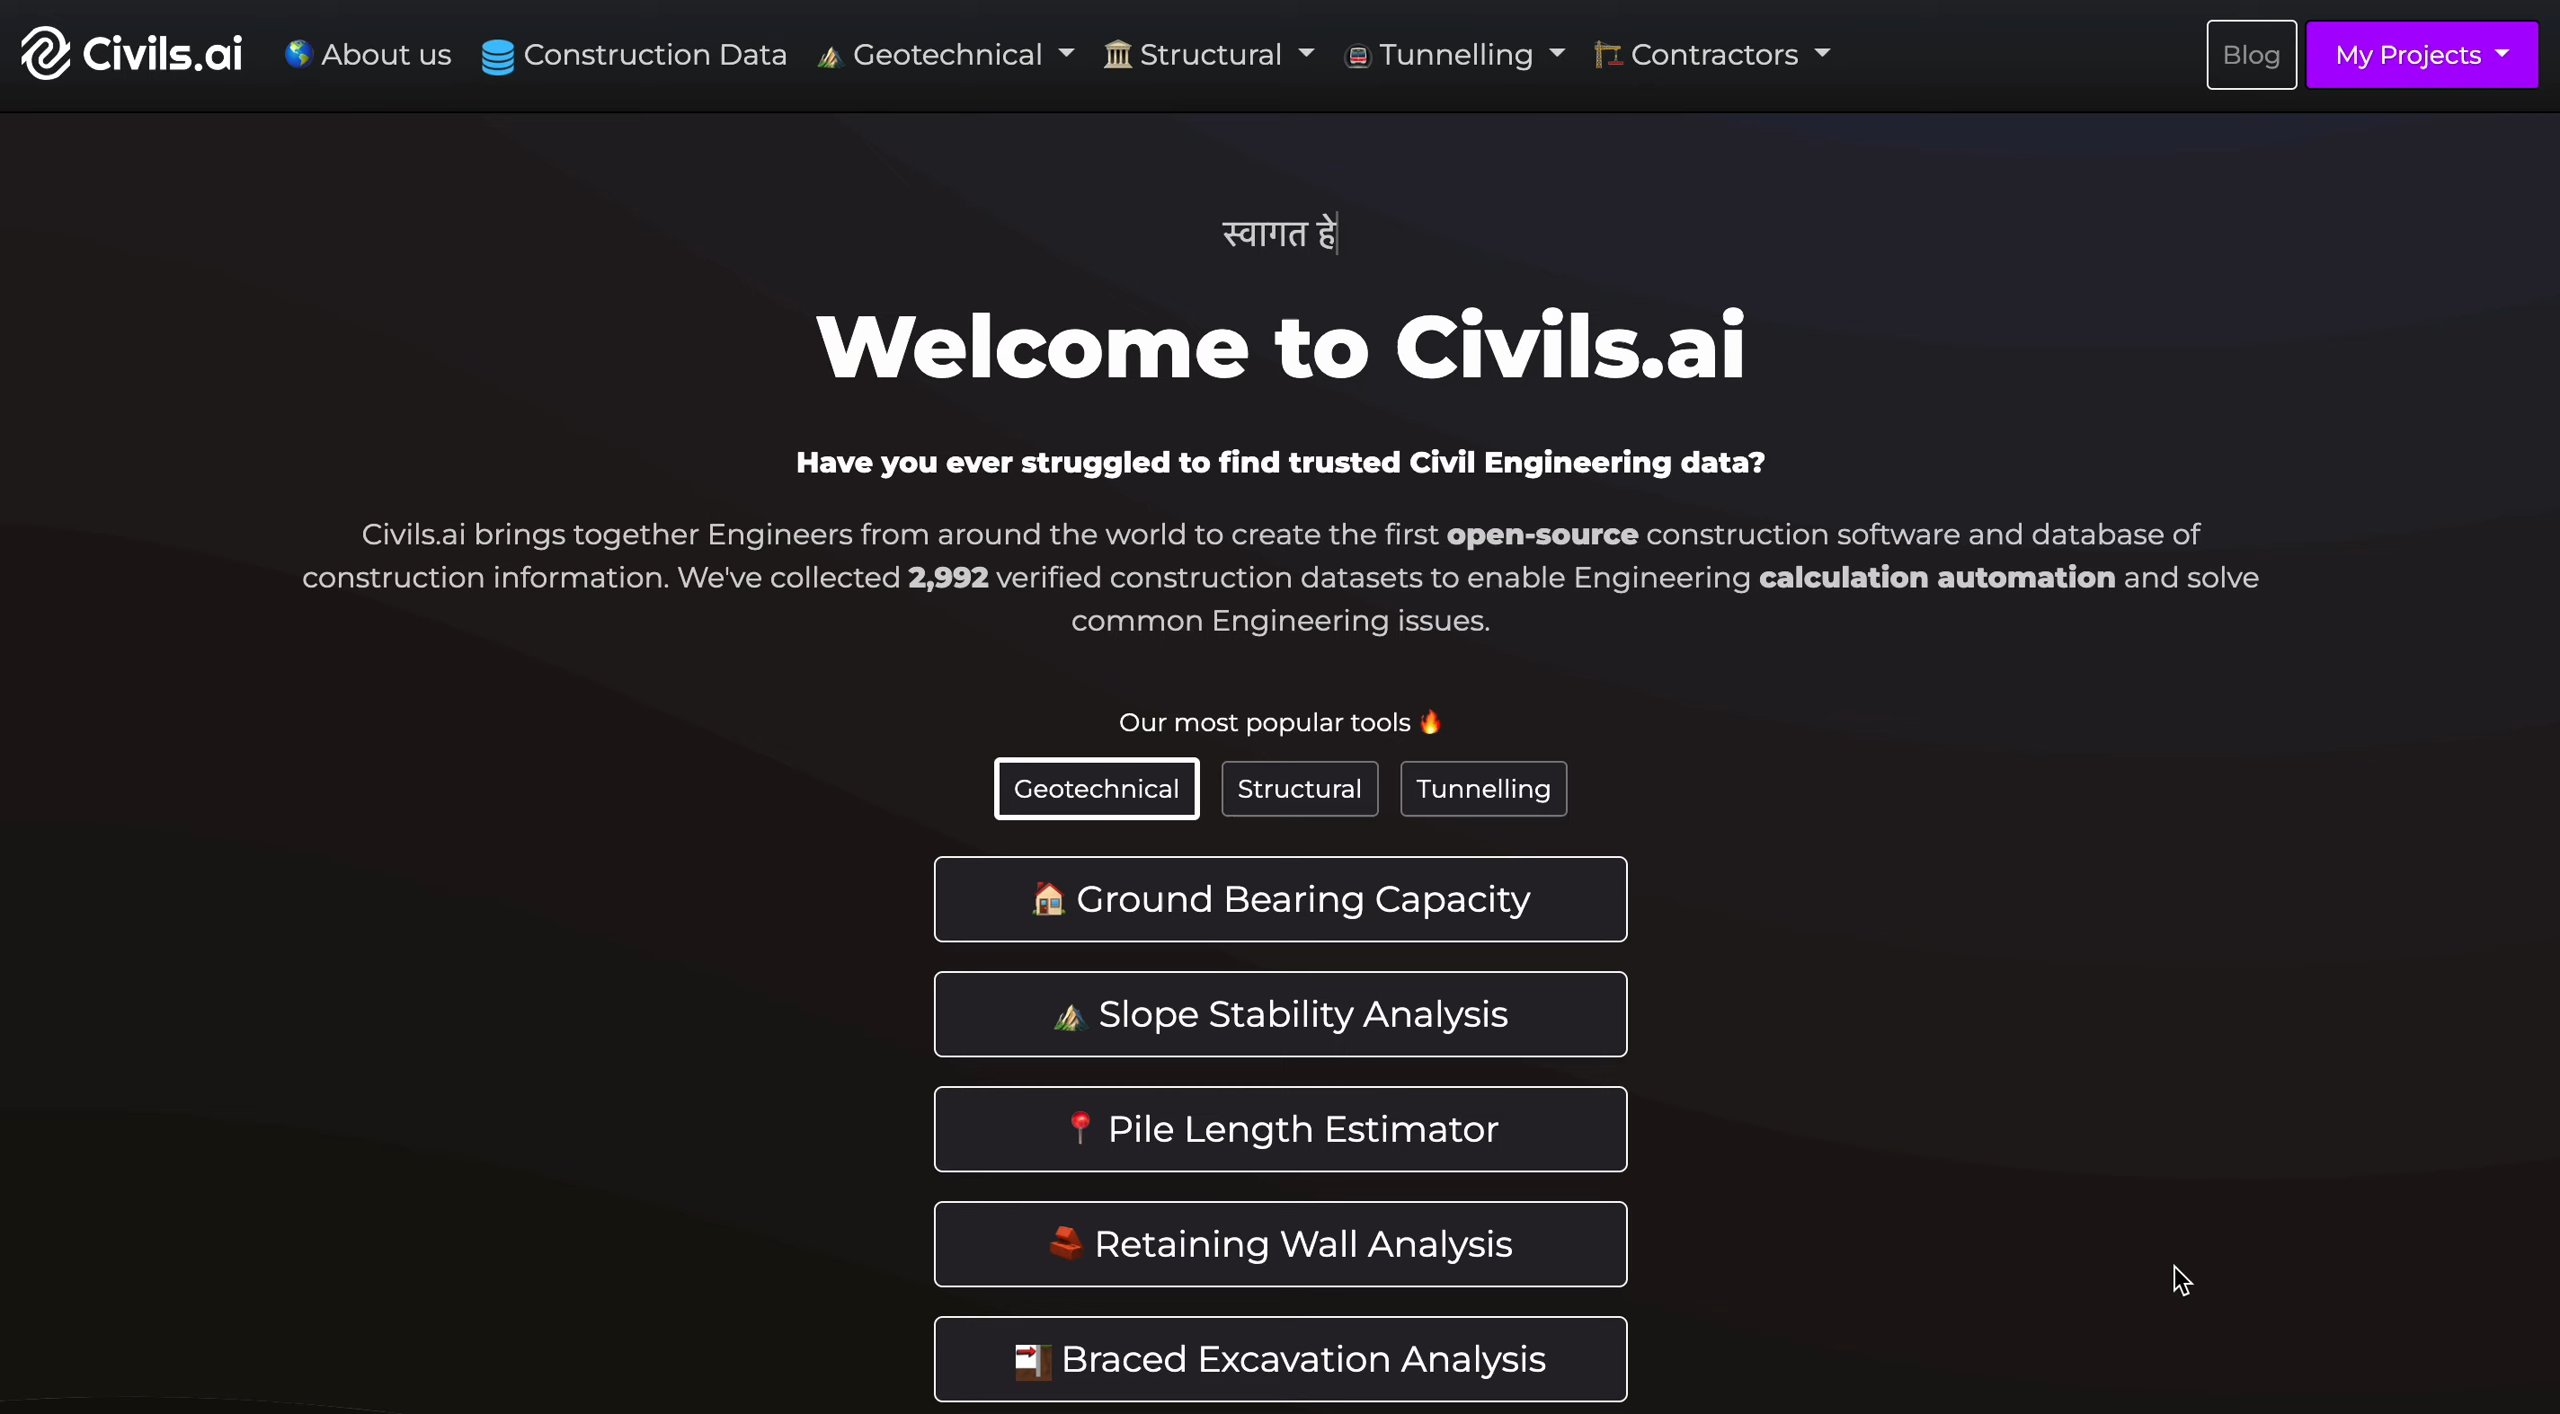 Civils.ai About us Construction Data Geotechnical Structural Tunnelling Contractors Blog My Projects
स्वागत हे
Welcome to Civils.ai
Have you ever struggled to find trusted Civil Engineering data?
Civils.ai brings together Engineers from around the world to create the first open-source construction software and database of
construction information. We've collected 2,992 verified construction datasets to enable Engineering calculation automation and solve
common Engineering issues.
Our most popular tools 🔥
Geotechnical Structural Tunnelling
Ground Bearing Capacity
Slope Stability Analysis
Pile Length Estimator
Retaining Wall Analysis
Braced Excavation Analysis